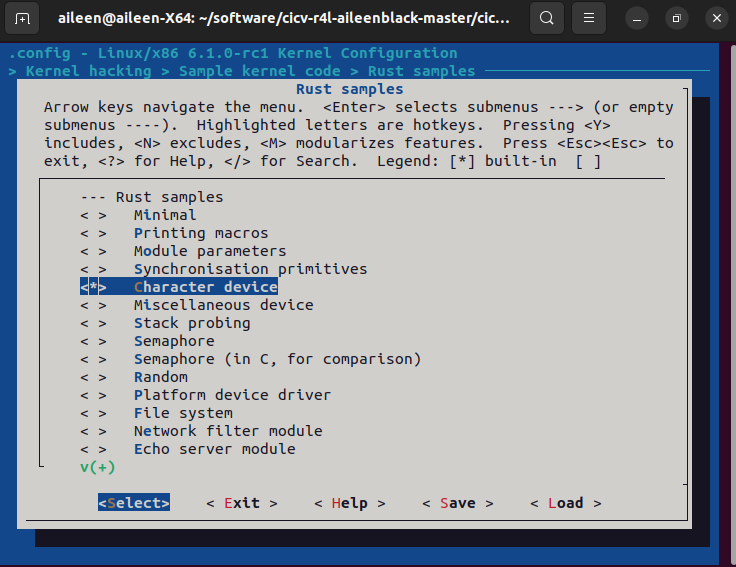 aileen@aileen-X64: ~/software/cicv-r4l-aileenblack-master/cic...
.config - Linux/x86 6.1.0-rc1 Kernel Configuration
> Kernel hacking > Sample kernel code > Rust samples
Rust samples
Arrow keys navigate the menu.  <Enter> selects submenus ---> (or empty
submenus ----).  Highlighted letters are hotkeys.  Pressing <Y>
includes, <N> excludes, <M> modularizes features.  Press <Esc><Esc> to
exit, <?> for Help, </> for Search.  Legend: [*] built-in  [ ]
--- Rust samples
< >   Minimal
< >   Printing macros
< >   Module parameters
< >   Synchronisation primitives
<*>   Character device
< >   Miscellaneous device
< >   Stack probing
< >   Semaphore
< >   Semaphore (in C, for comparison)
< >   Random
< >   Platform device driver
< >   File system
< >   Network filter module
< >   Echo server module
v(+)
<Select>    < Exit >    < Help >    < Save >    < Load >